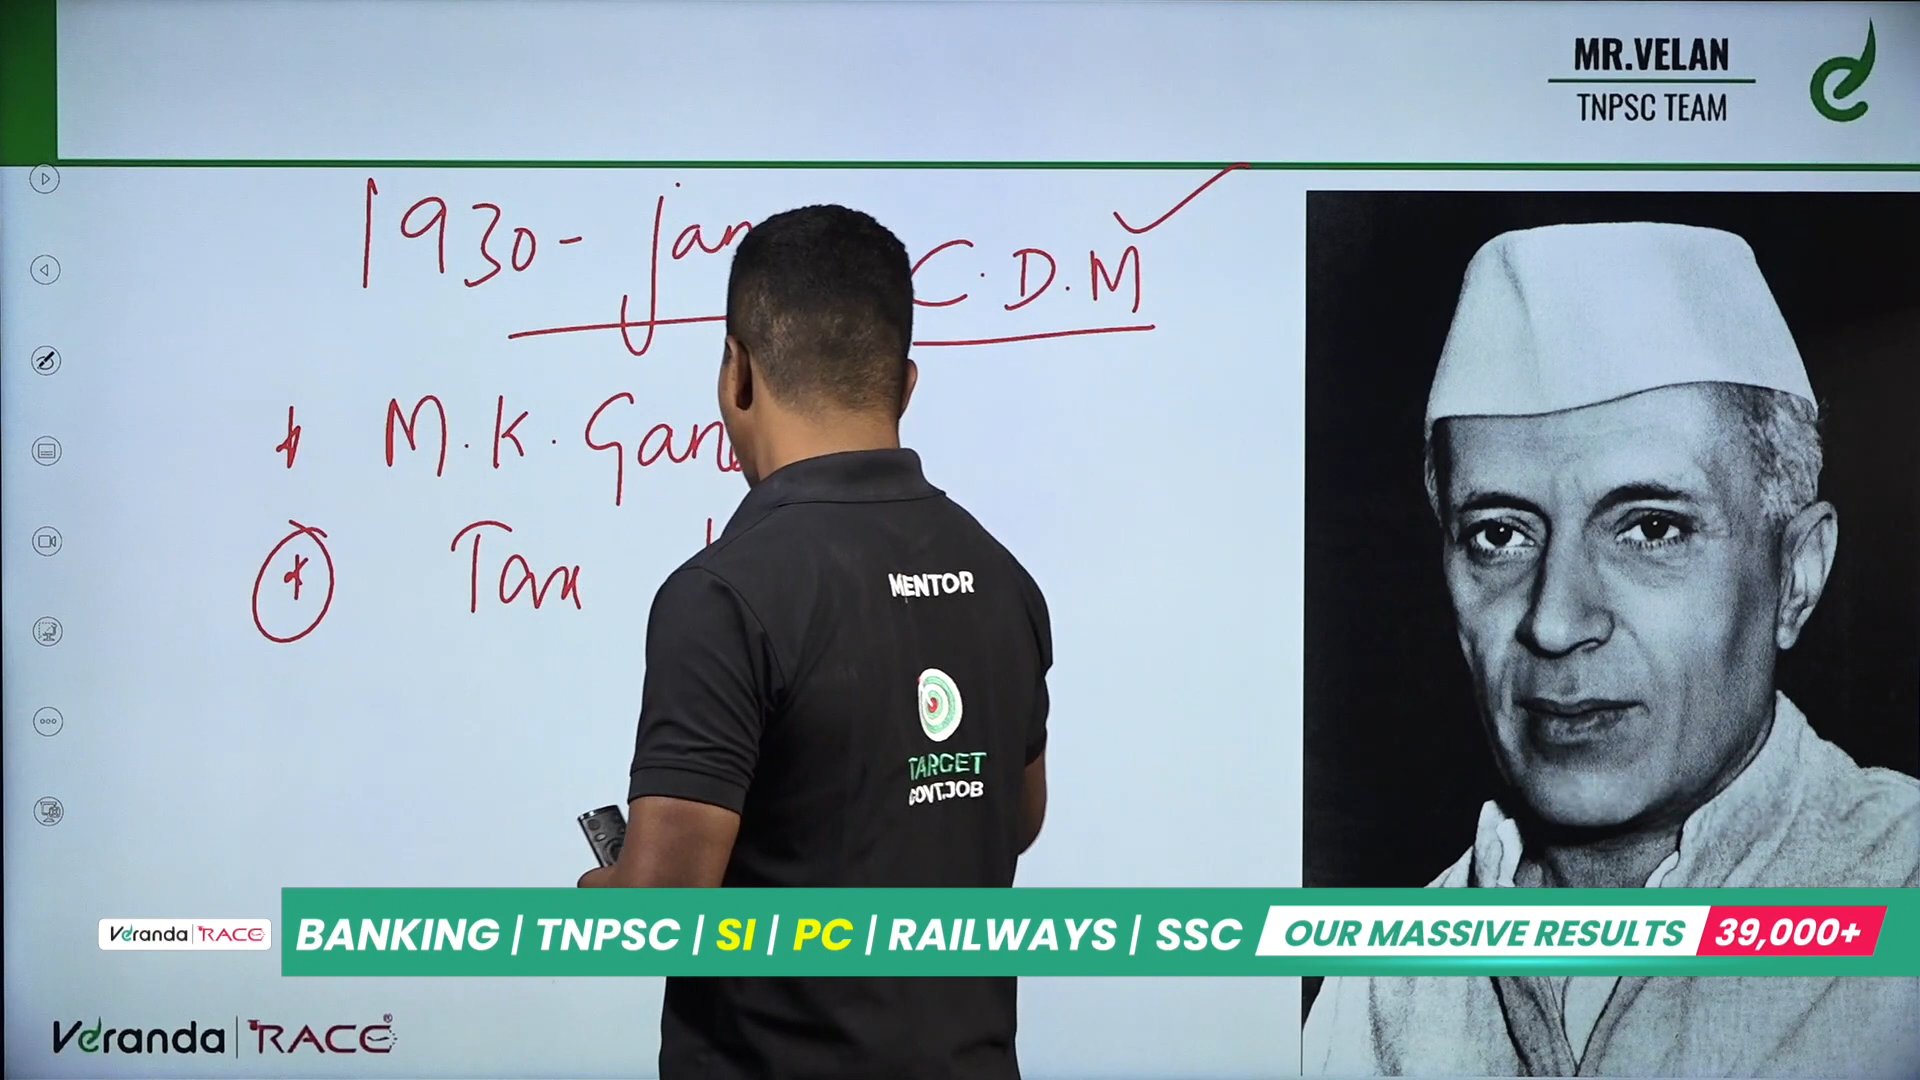 MR.VELAN
TNPSC TEAM
1930 - Jan
C.D.M
M.K. Gan
Tax
MENTOR
TARGET
GOVT.JOB
Veranda RACE
BANKING | TNPSC | SI | PC | RAILWAYS | SSC
OUR MASSIVE RESULTS 39,000+
Veranda RACE